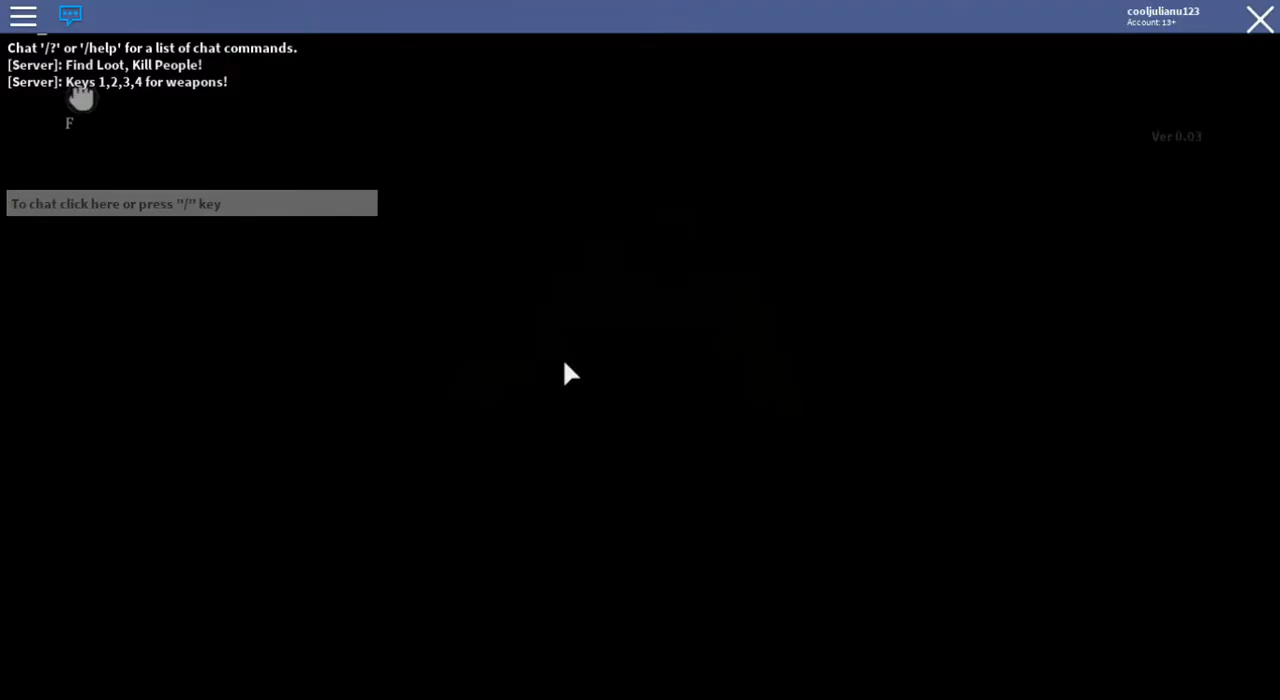 cooljulianu123
Account: 13+
Chat '/?' or '/help' for a list of chat commands.
[Server]: Find Loot, Kill People!
[Server]: Keys 1,2,3,4 for weapons!
F
Ver 0.03
To chat click here or press "/" key